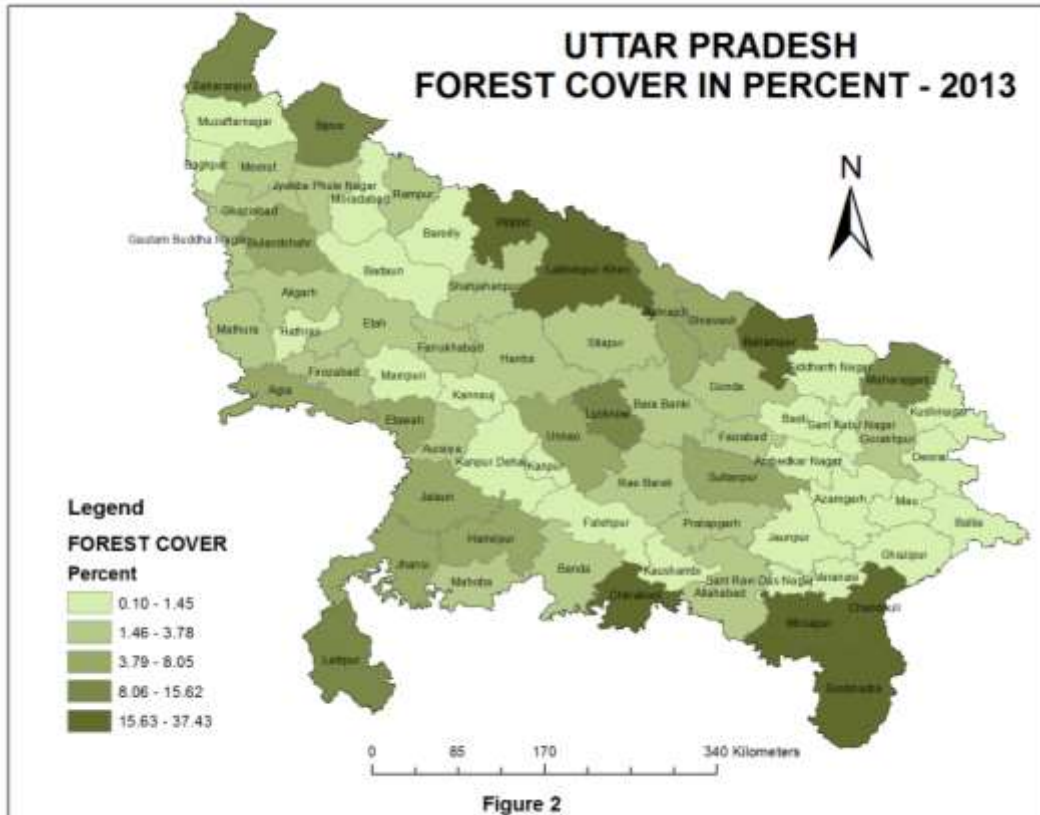 UTTAR PRADESH
FOREST COVER IN PERCENT - 2013
N
Saharanpur
Muzaffarnagar
Bijnor
Bagpat
Meerut
Jyotiba Phule Nagar
Moradabad
Rampur
Ghaziabad
Bareilly
Gautam Buddha Nagar
Bulandshahr
Badaun
Lakhimpur Kheri
Shahjahanpur
Aligarh
Bahraich
Shravasti
Mathura
Hathras
Etah
Farrukhabad
Hardoi
Sitapur
Balrampur
Siddharth Nagar
Maharajganj
Firozabad
Mainpuri
Gonda
Agra
Kannauj
Lucknow
Bara Banki
Basti
Sant Kabir Nagar
Kushinagar
Gorakhpur
Etawah
Auraiya
Unnao
Faizabad
Ambedkar Nagar
Deoria
Kanpur Dehat
Kanpur
Rae Bareli
Sultanpur
Azamgarh
Mau
Ballia
Jalaun
Fatehpur
Pratapgarh
Jaunpur
Ghazipur
Hamirpur
Kaushambi
Jhansi
Mahoba
Banda
Chitrakoot
Sant Ravi Das Nagar
Varanasi
Allahabad
Chandauli
Mirzapur
Lalitpur
Sonbhadra
Legend
FOREST COVER
Percent
0.10 - 1.45
1.46 - 3.78
3.79 - 8.05
8.06 - 15.62
15.63 - 37.43
0 85 170 340 Kilometers
Figure 2